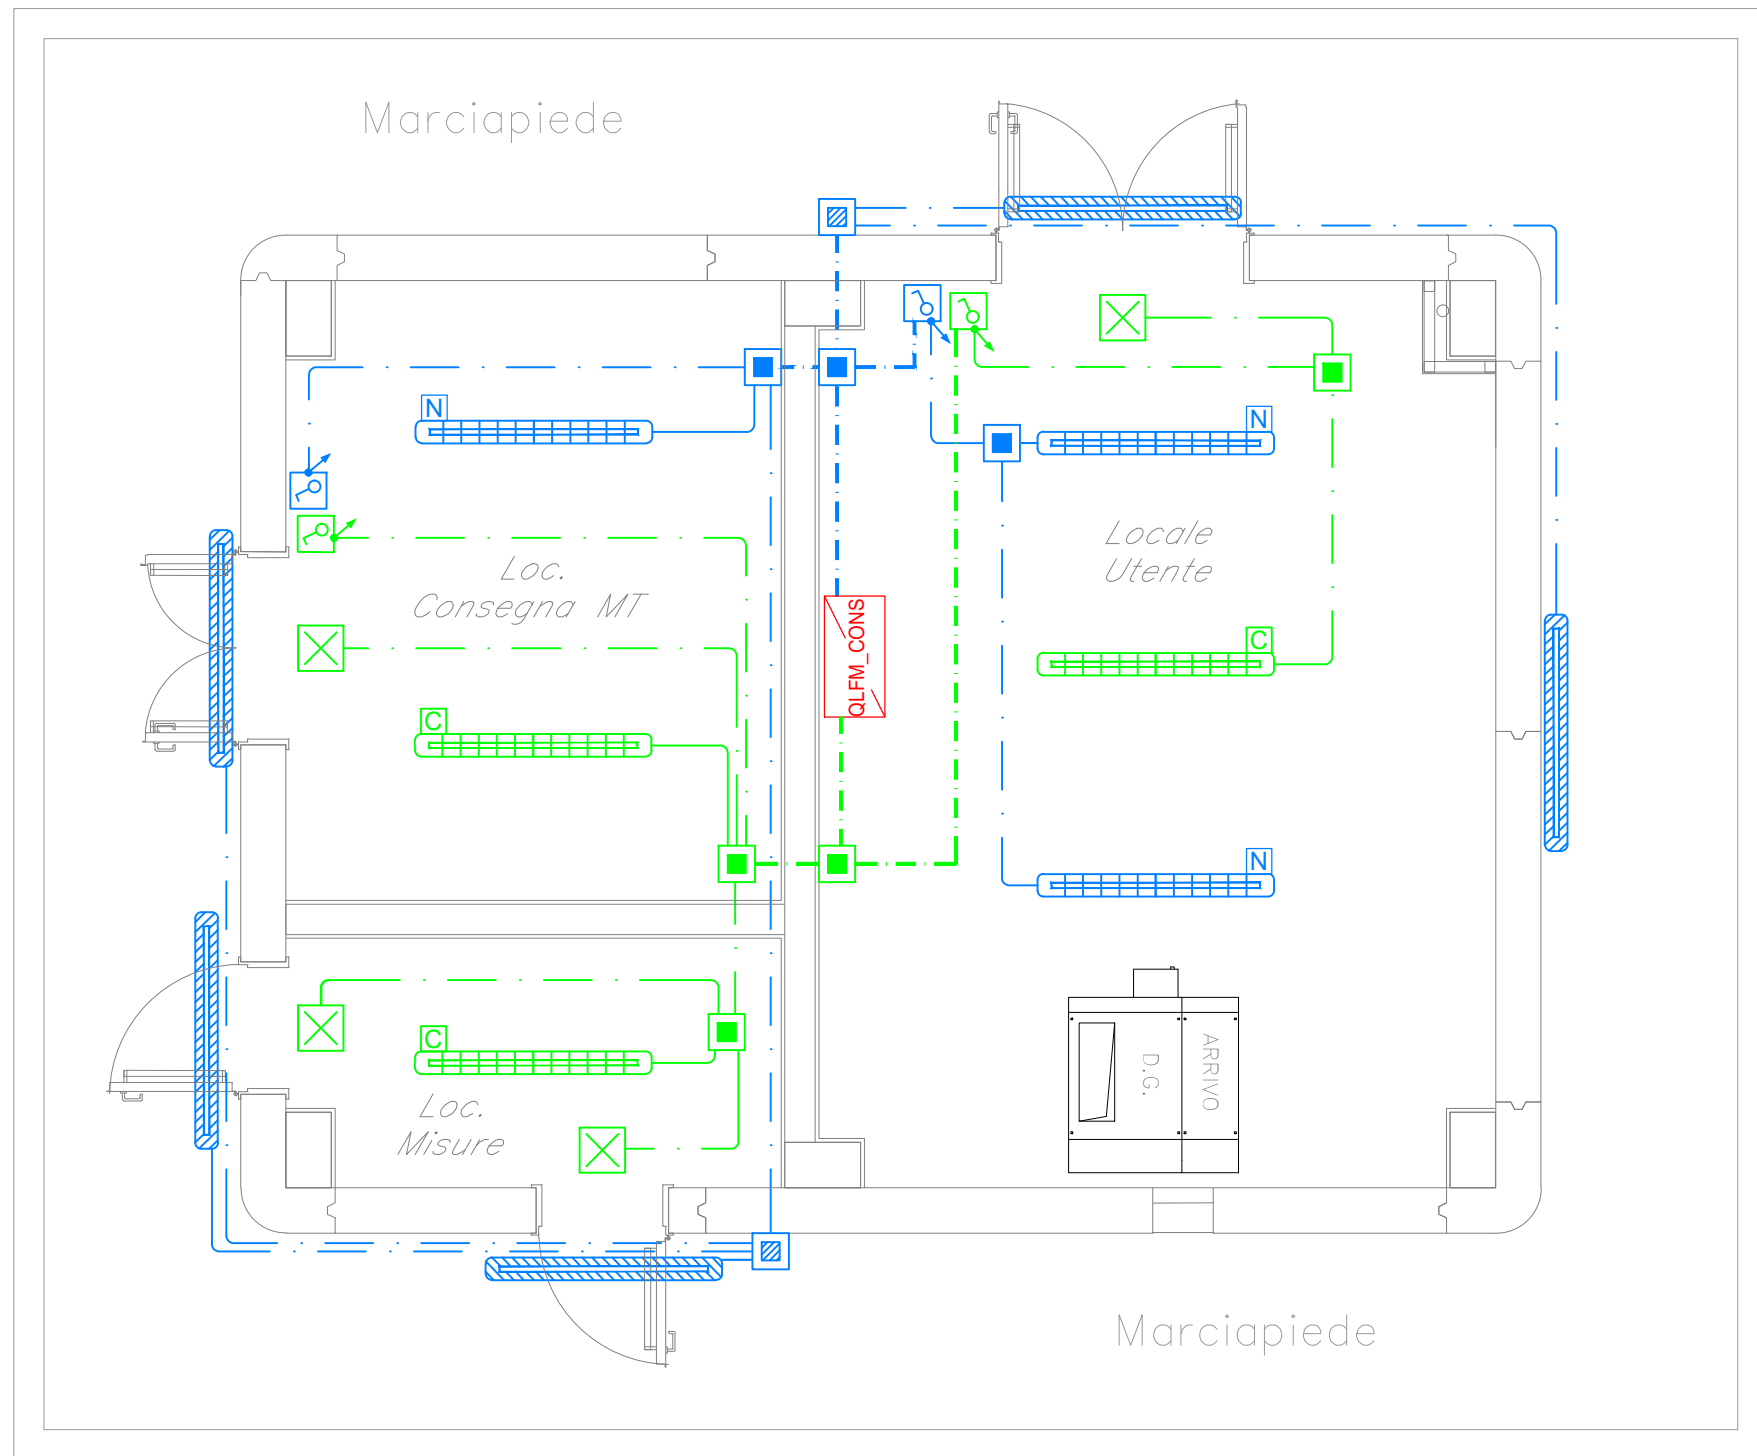 Marciapiede
N
N
Locale
Utente
Loc.
Consegna MT
QLFM_CONS
C
C
N
C
ARRIVO
D.G.
Loc.
Misure
Marciapiede